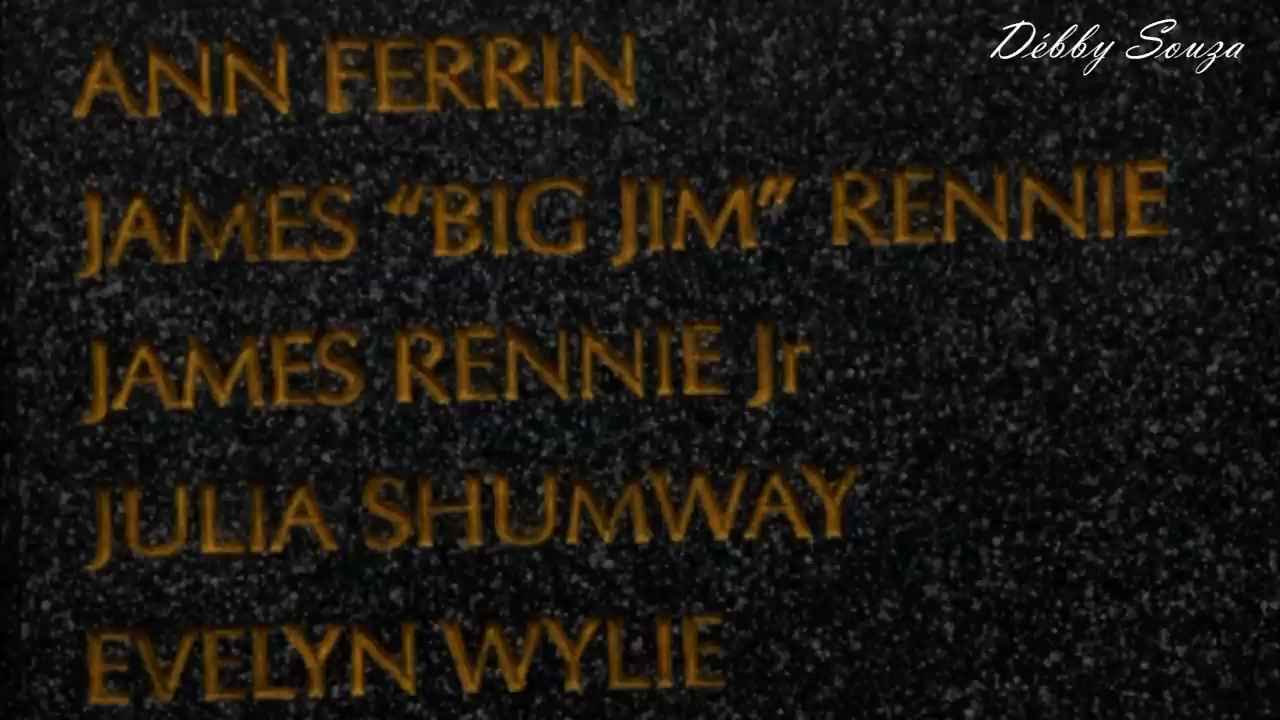 Débby Souza
ANN FERRIN
JAMES “BIG JIM” RENNIE
JAMES RENNIE Jr
JULIA SHUMWAY
EVELYN WYLIE